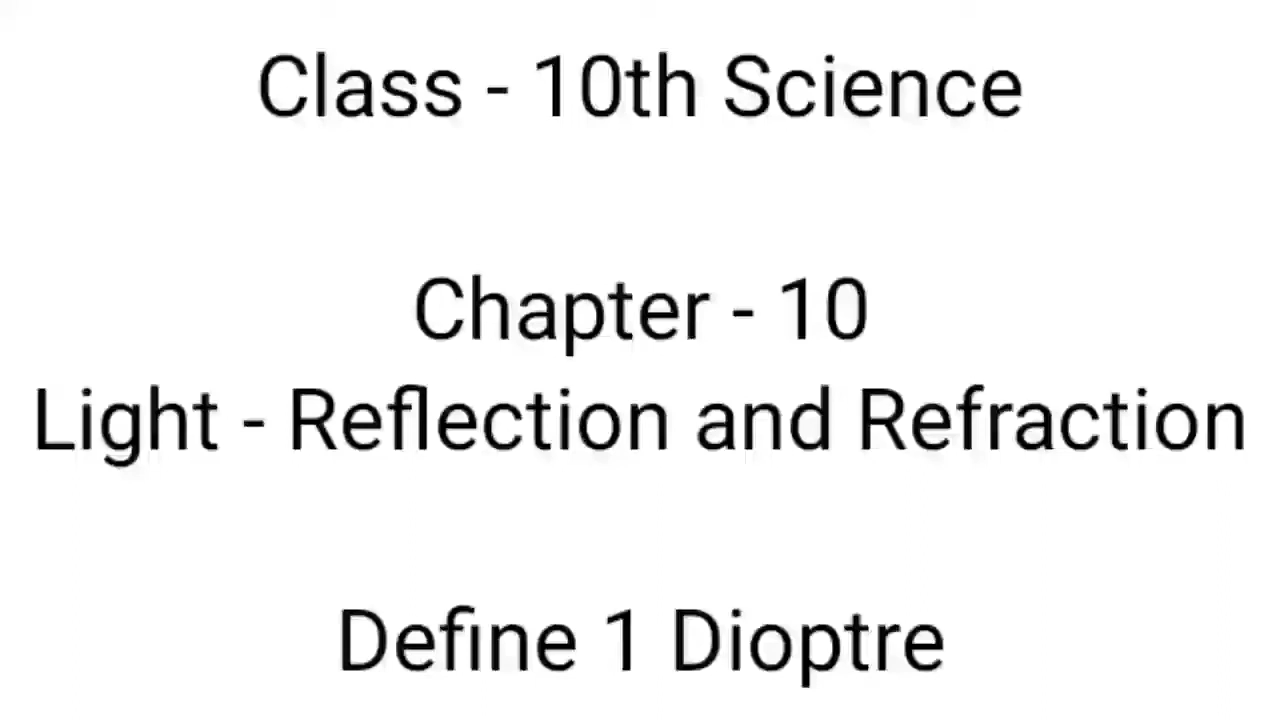 Class - 10th Science
Chapter - 10
Light - Reflection and Refraction
Define 1 Dioptre